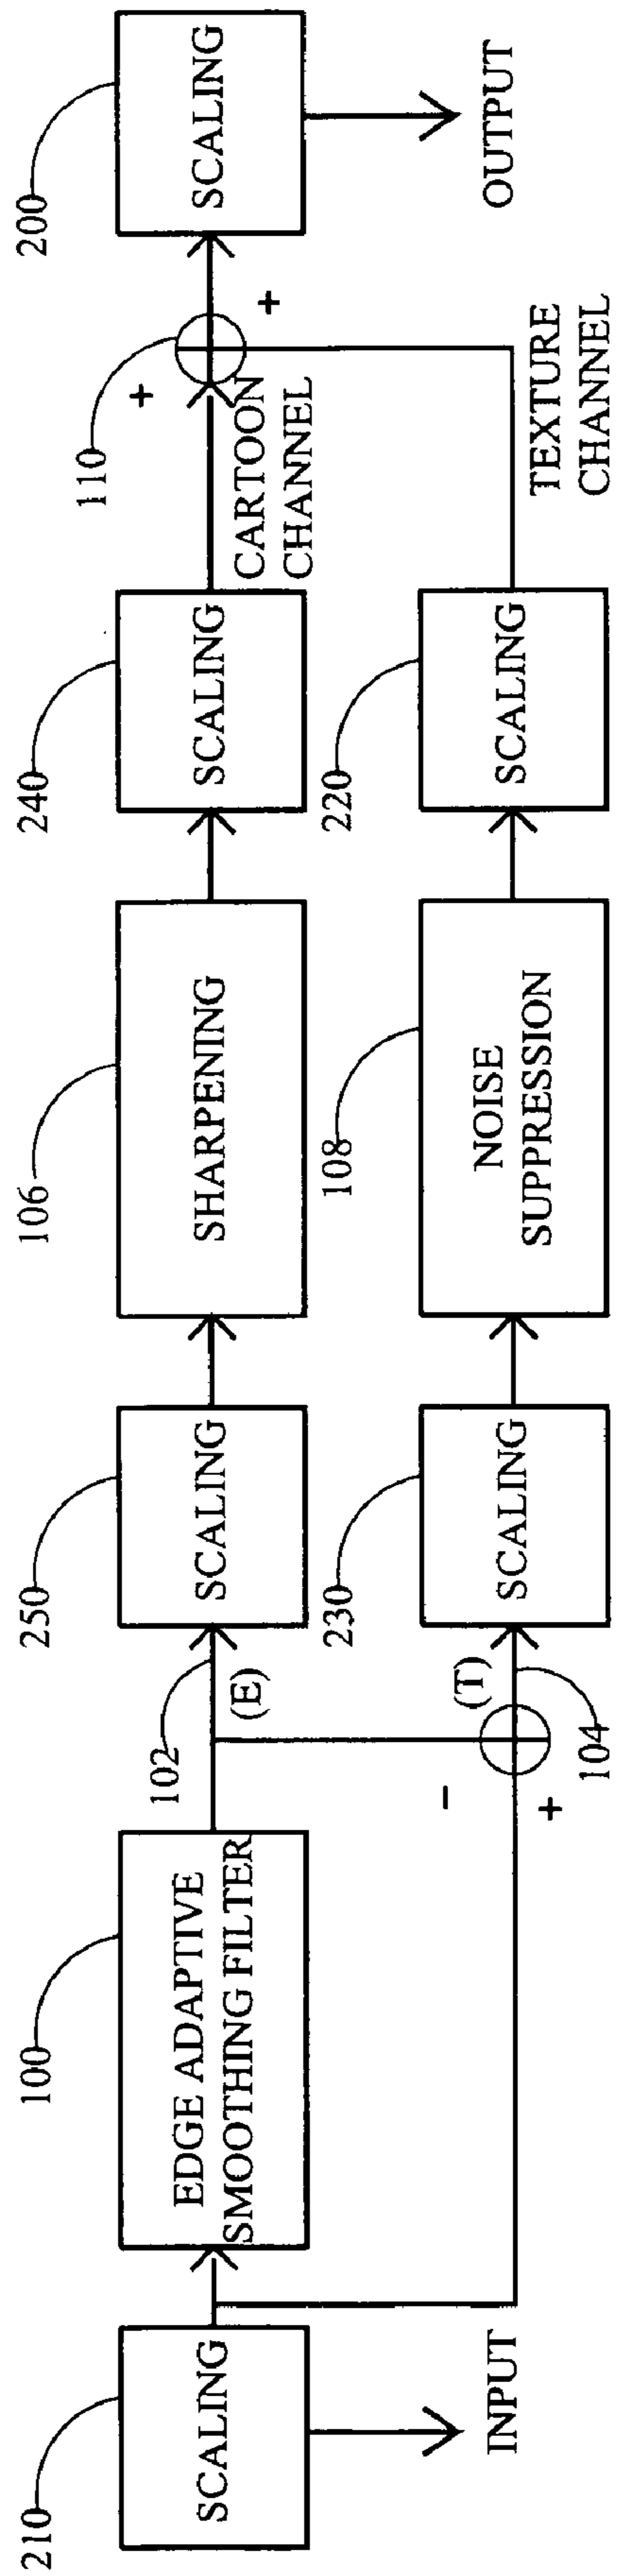 210
SCALING
INPUT
100
EDGE ADAPTIVE
SMOOTHING FILTER
102
(E)
−
+
(T)
104
250
SCALING
230
SCALING
106
SHARPENING
108
NOISE
SUPPRESSION
240
SCALING
220
SCALING
CARTOON
CHANNEL
TEXTURE
CHANNEL
110
+
+
200
SCALING
OUTPUT